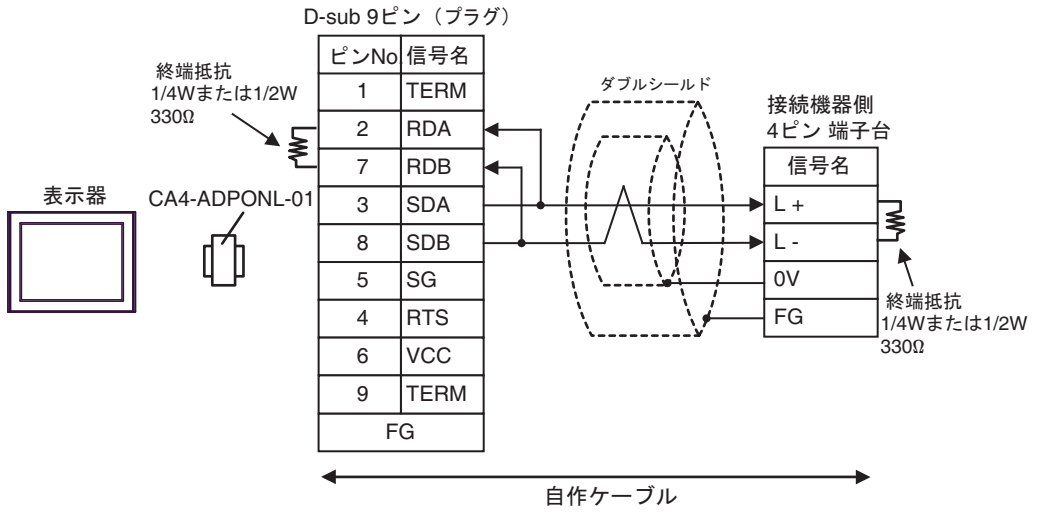 D-sub 9ピン（プラグ）
ピンNo. 信号名
1 TERM
2 RDA
7 RDB
3 SDA
8 SDB
5 SG
4 RTS
6 VCC
9 TERM
FG
終端抵抗
1/4Wまたは1/2W
330Ω
表示器
CA4-ADPONL-01
ダブルシールド
接続機器側
4ピン 端子台
信号名
L +
L -
0V
FG
終端抵抗
1/4Wまたは1/2W
330Ω
自作ケーブル